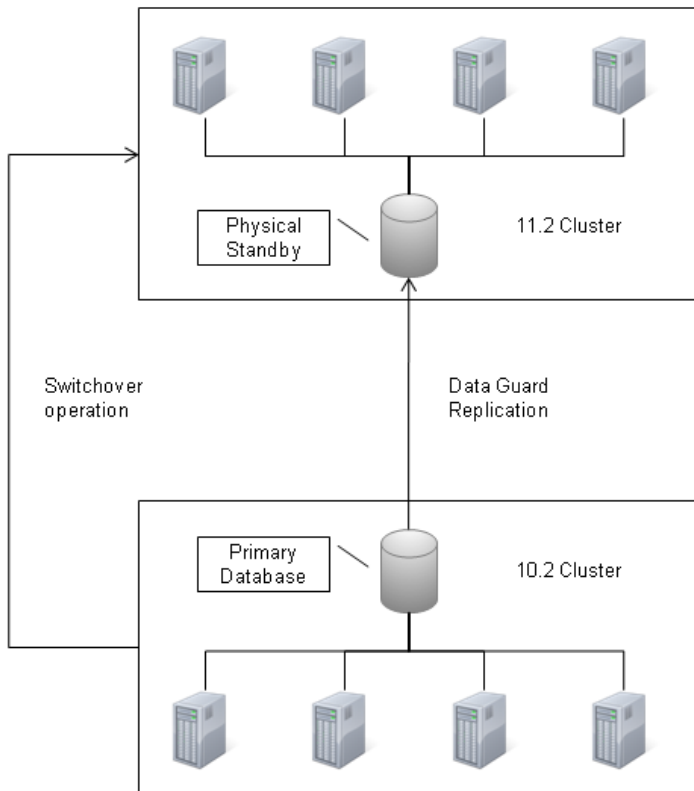 Physical
Standby
11.2 Cluster
Switchover
operation
Data Guard
Replication
Primary
Database
10.2 Cluster